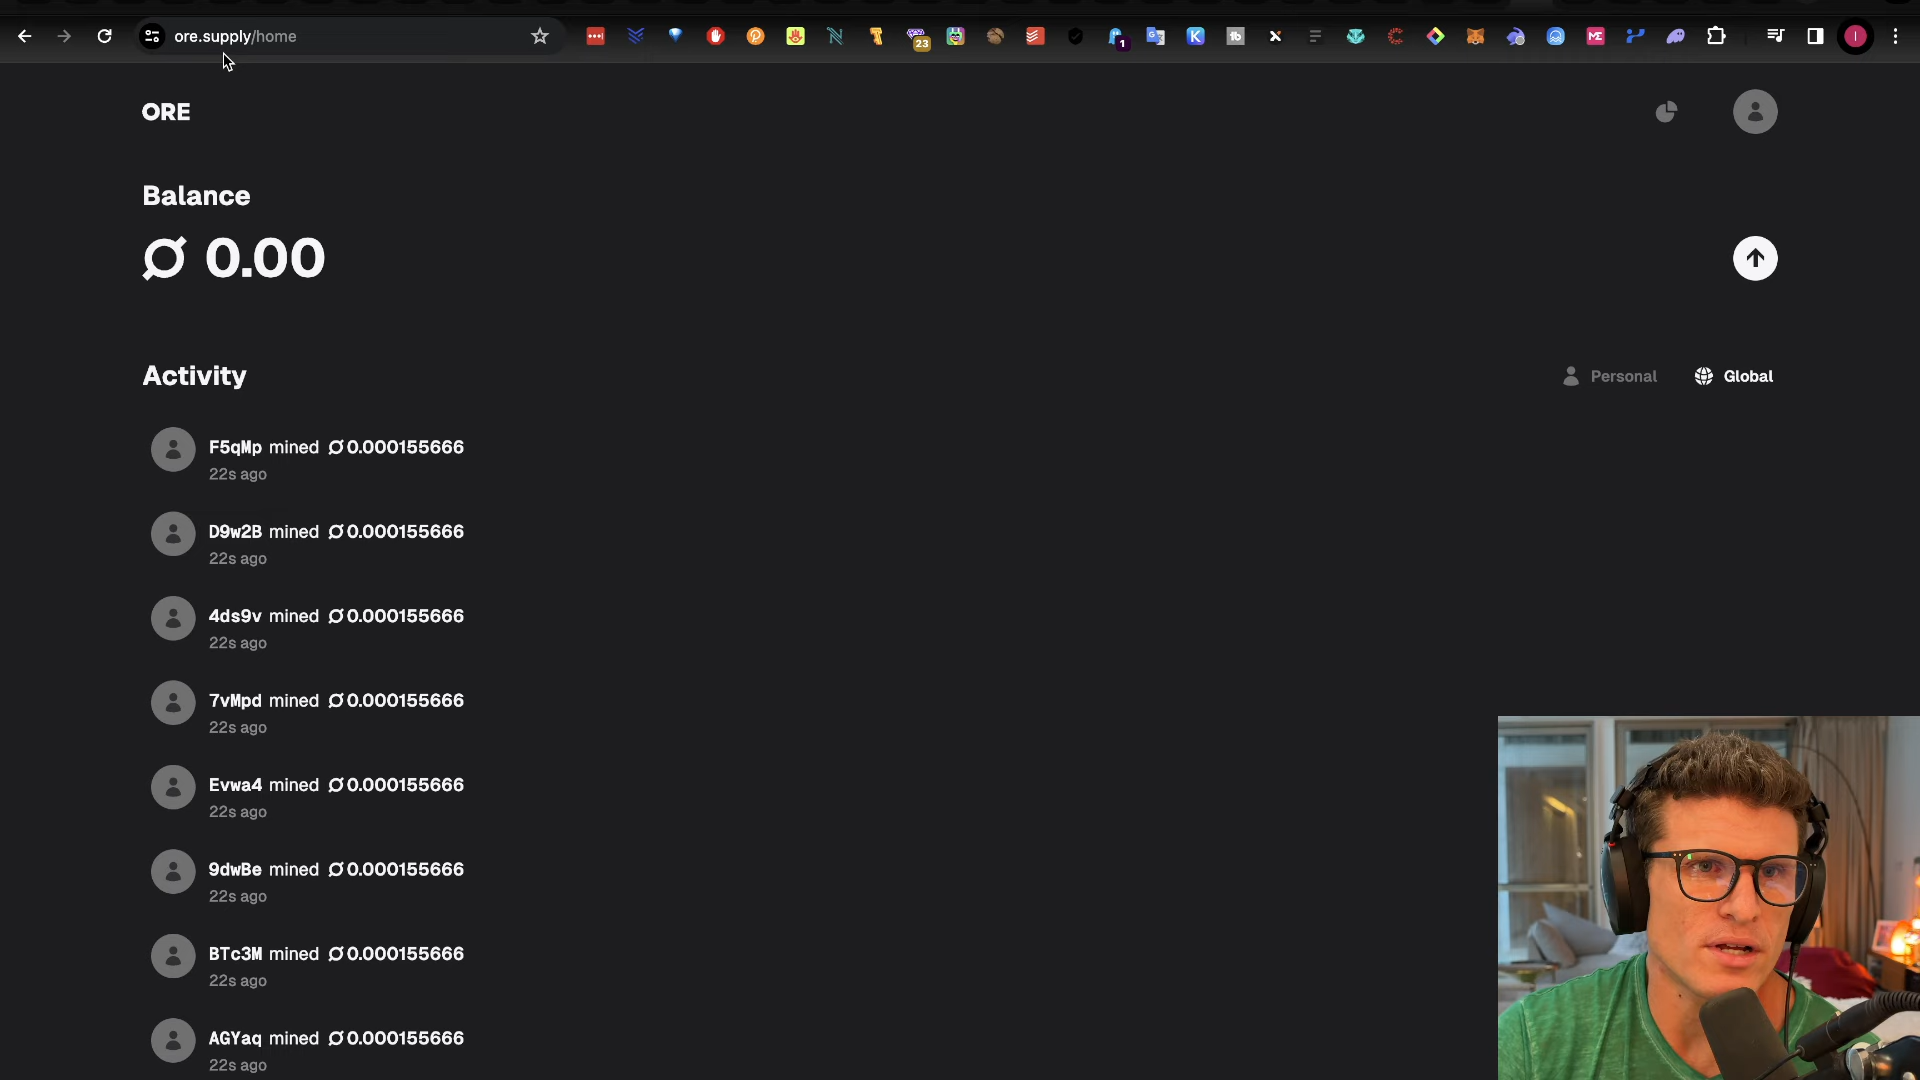 ore.supply/home
23
1
ORE
Balance
0.00
Activity
Personal
Global
F5qMp mined 0.000155666
22s ago
D9w2B mined 0.000155666
22s ago
4ds9v mined 0.000155666
22s ago
7vMpd mined 0.000155666
22s ago
Evwa4 mined 0.000155666
22s ago
9dwBe mined 0.000155666
22s ago
BTc3M mined 0.000155666
22s ago
AGYaq mined 0.000155666
22s ago